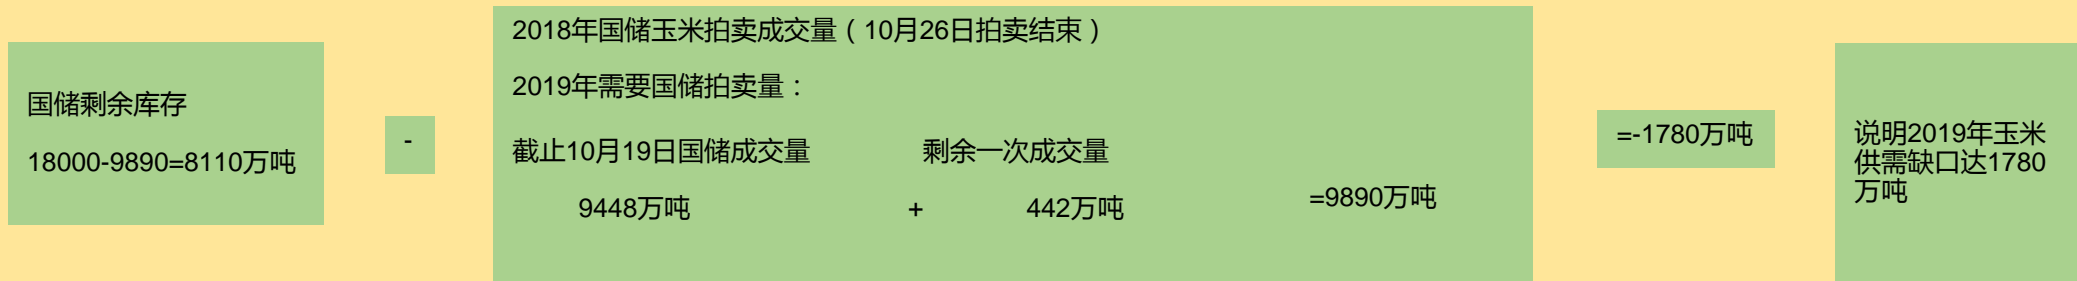 国储剩余库存
18000-9890=8110万吨
-
2018年国储玉米拍卖成交量（10月26日拍卖结束）
2019年需要国储拍卖量：
截止10月19日国储成交量 剩余一次成交量
9448万吨 + 442万吨 =9890万吨
=-1780万吨
说明2019年玉米
供需缺口达1780
万吨